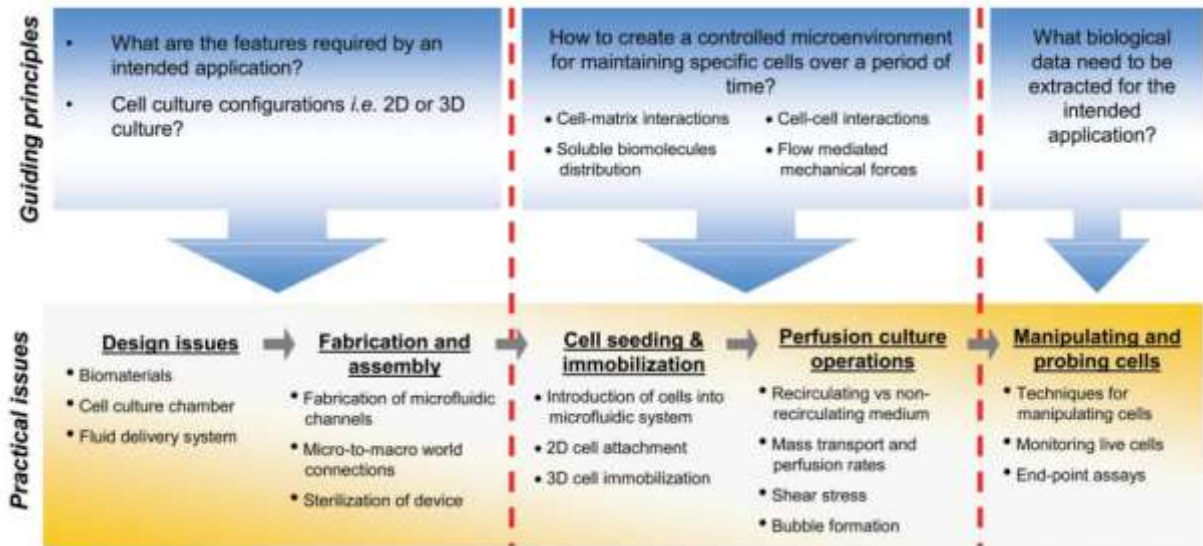 Guiding principles
• What are the features required by an
intended application?
• Cell culture configurations i.e. 2D or 3D
culture?
How to create a controlled microenvironment
for maintaining specific cells over a period of
time?
• Cell-matrix interactions
• Soluble biomolecules
distribution
• Cell-cell interactions
• Flow mediated
mechanical forces
What biological
data need to be
extracted for the
intended
application?
Practical issues
Design issues
• Biomaterials
• Cell culture chamber
• Fluid delivery system
Fabrication and
assembly
• Fabrication of microfluidic
channels
• Micro-to-macro world
connections
• Sterilization of device
Cell seeding &
immobilization
• Introduction of cells into
microfluidic system
• 2D cell attachment
• 3D cell immobilization
Perfusion culture
operations
• Recirculating vs non-
recirculating medium
• Mass transport and
perfusion rates
• Shear stress
• Bubble formation
Manipulating and
probing cells
• Techniques for
manipulating cells
• Monitoring live cells
• End-point assays